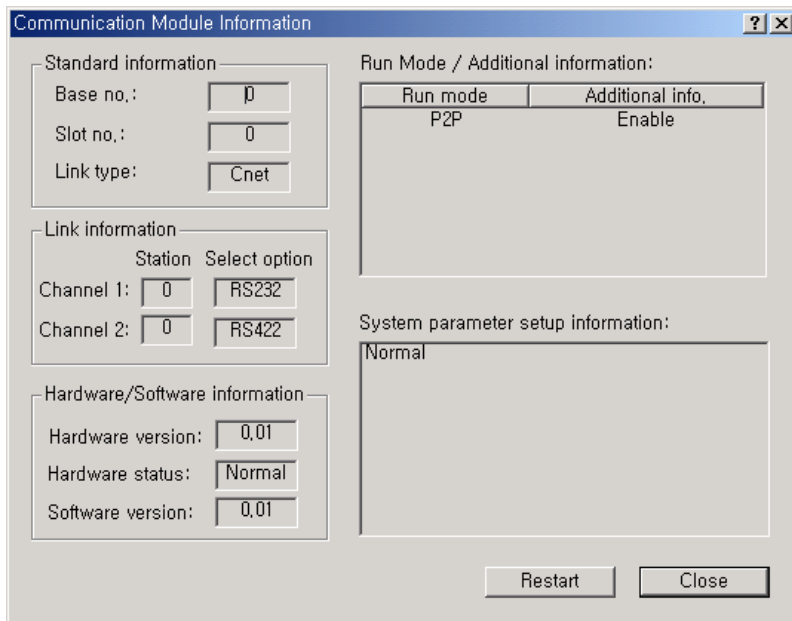 Communication Module Information
Standard information
Base no.: 0
Slot no.: 0
Link type: Cnet
Link information
Station Select option
Channel 1: 0 RS232
Channel 2: 0 RS422
Hardware/Software information
Hardware version: 0.01
Hardware status: Normal
Software version: 0.01
Run Mode / Additional information:
Run mode Additional info.
P2P Enable
System parameter setup information:
Normal
Restart Close